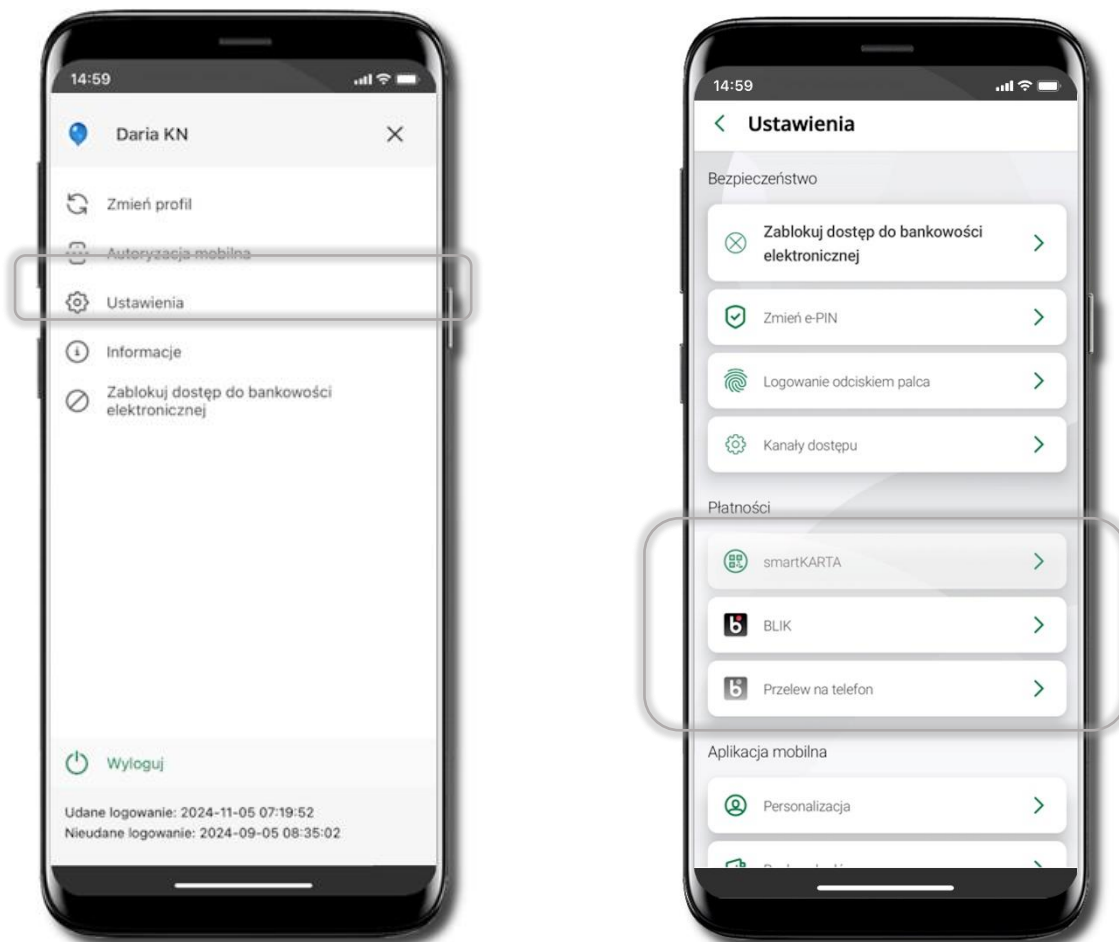 14:59
Daria KN
Zmień profil
Autoryzacja mobilna
Ustawienia
Informacje
Zablokuj dostęp do bankowości
elektronicznej
Wyloguj
Udane logowanie: 2024-11-05 07:19:52
Nieudane logowanie: 2024-09-05 08:35:02
14:59
Ustawienia
Bezpieczeństwo
Zablokuj dostęp do bankowości
elektronicznej
Zmień e-PIN
Logowanie odciskiem palca
Kanały dostępu
Płatności
smartKARTA
BLIK
Przelew na telefon
Aplikacja mobilna
Personalizacja